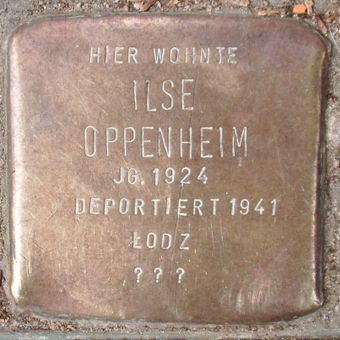 HIER WOHNTE
ILSE
OPPENHEIM
JG. 1924
DEPORTIERT 1941
ŁODZ
? ? ?